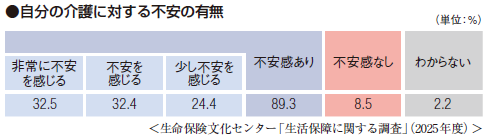 ●自分の介護に対する不安の有無
(単位:%)
非常に不安を感じる 不安を感じる 少し不安を感じる 不安感あり 不安感なし わからない
32.5 32.4 24.4 89.3 8.5 2.2
<生命保険文化センター「生活保障に関する調査」(2025年度)>